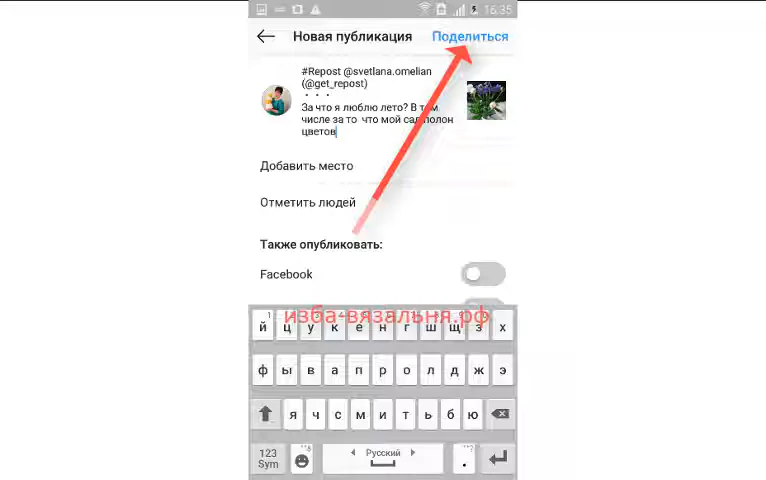 16:35
Новая публикация Поделиться
#Repost @svetlana.omelian
(@get_repost)
・・・
За что я люблю лето? В том
числе за то что мой сад полон
цветов
Добавить место
Отметить людей
Также опубликовать:
Facebook
изба-вязальня.рф
й ц у к е н г ш щ з х
ф ы в а п р о л д ж э
я ч с м и т ь б ю
123
Sym
Русский
.